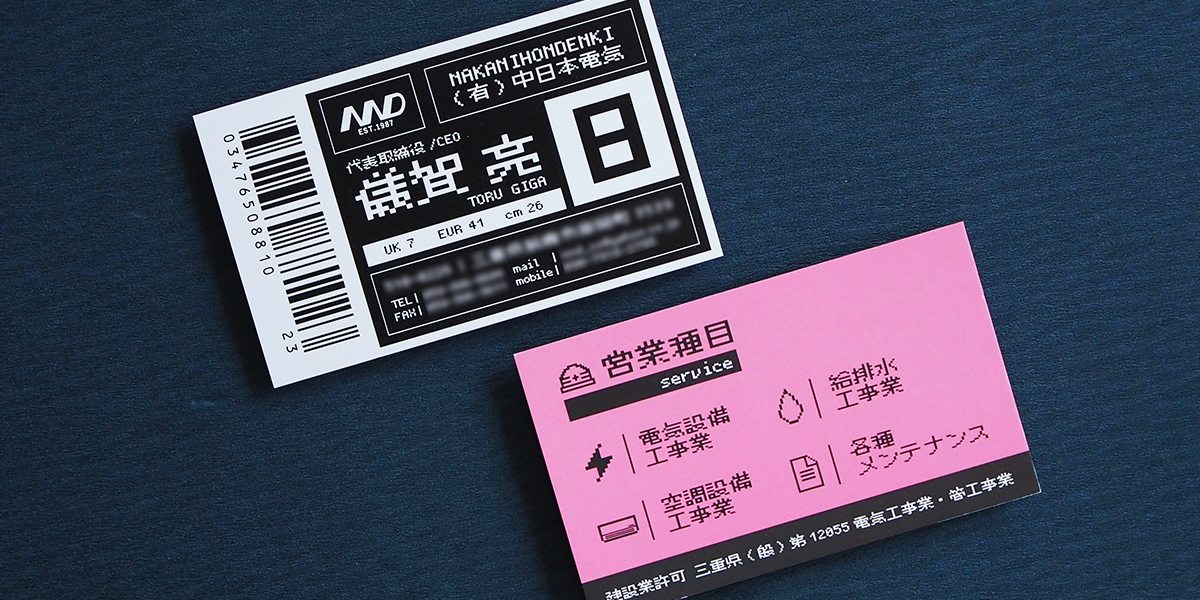 03476508810
23
NND
EST.1987
NAKANIHONDENKI
(有)中日本電気
代表取締役/CEO
儀賀 亮
TORU GIGA
日
UK 7 EUR 41 cm 26
TEL|
FAX|
mail |
mobile|
営業種目
service
電気設備
工事業
給排水
工事業
空調設備
工事業
各種
メンテナンス
建設業許可 三重県(般)第12055 電気工事業・管工事業